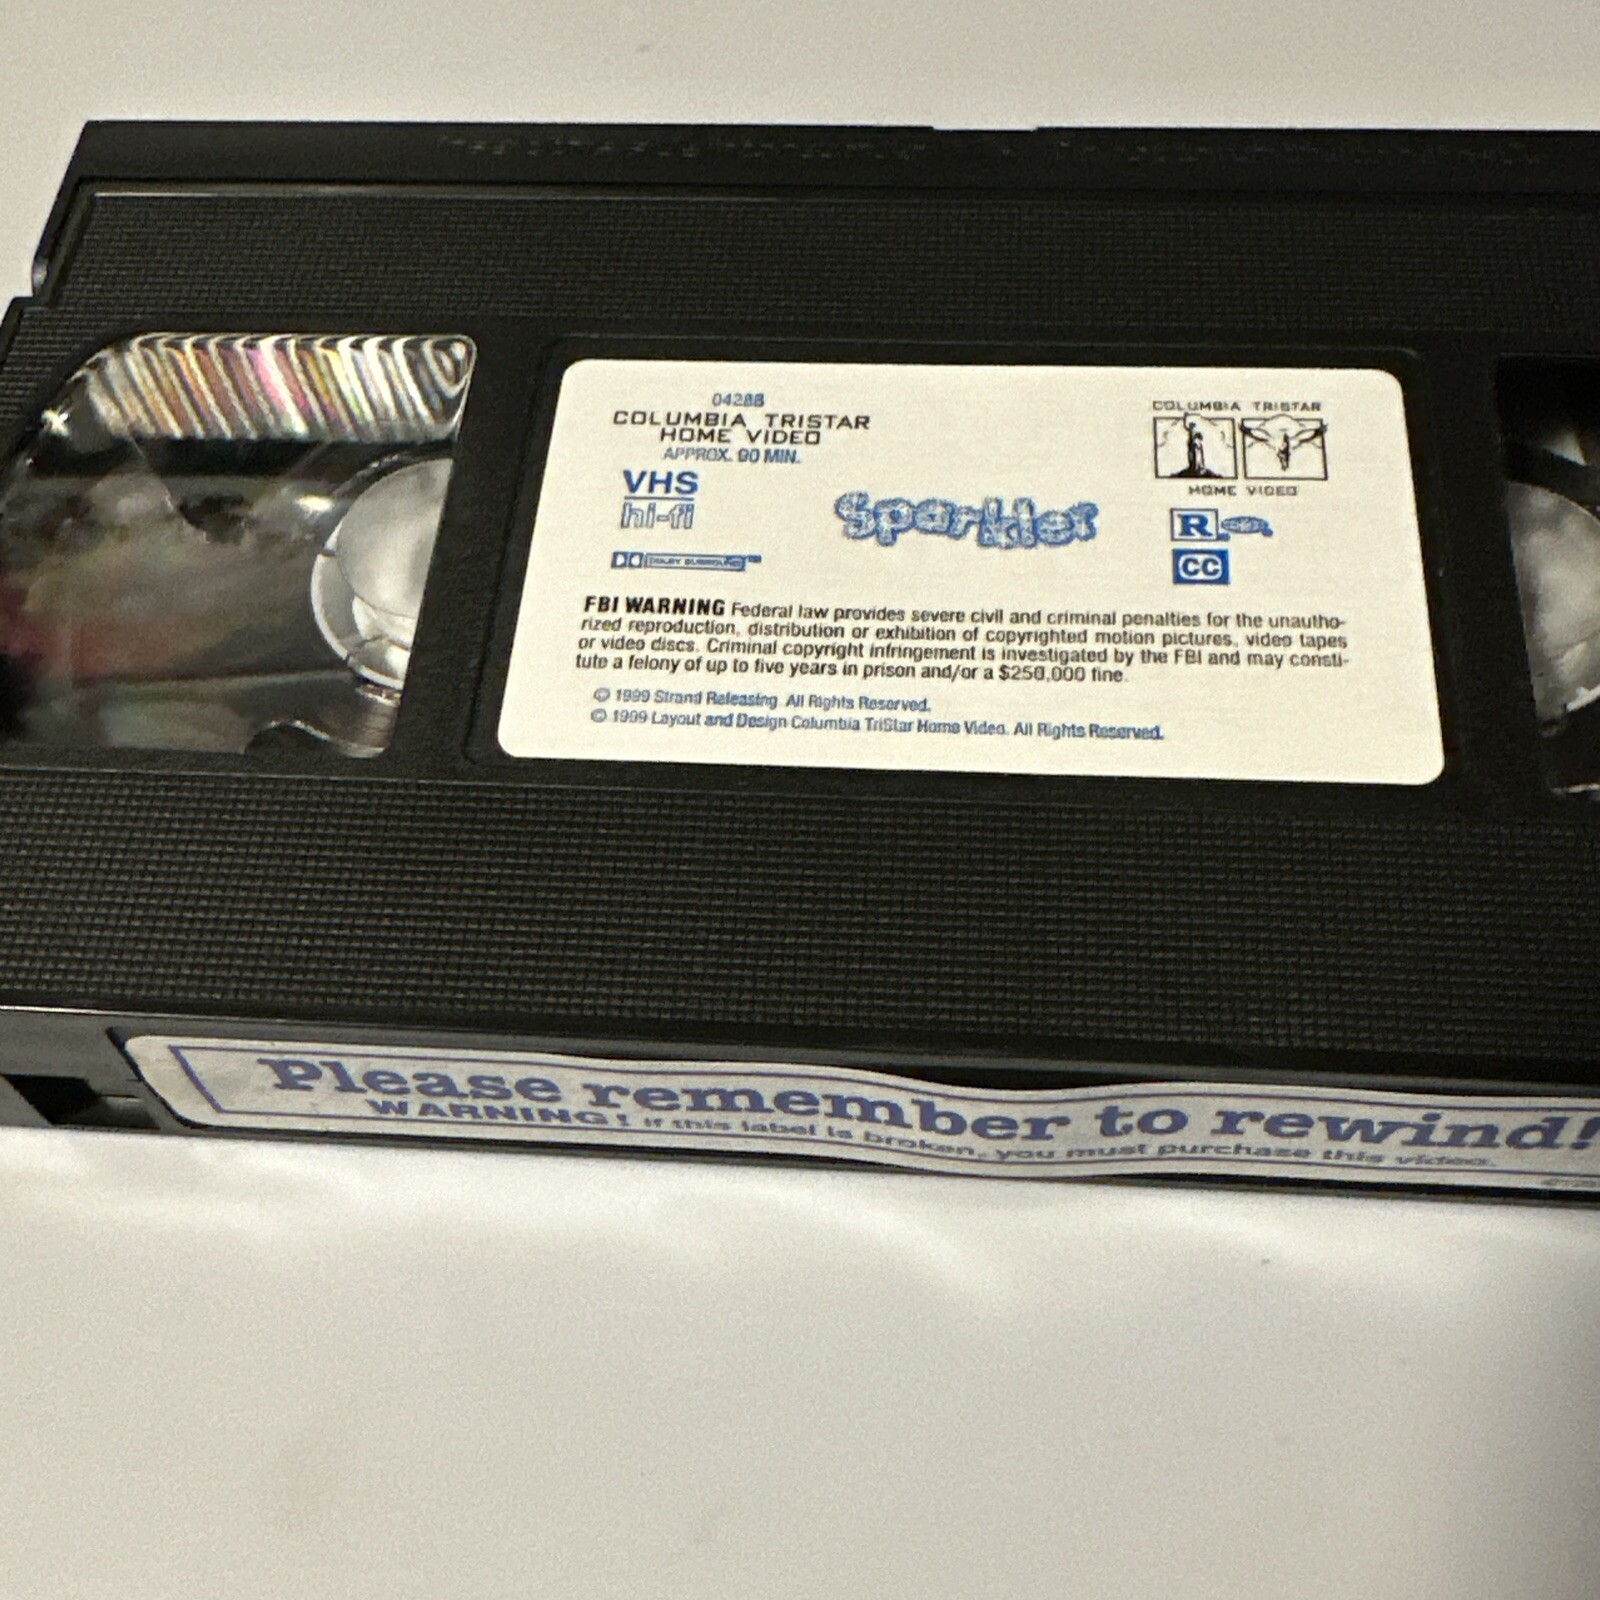 04288
COLUMBIA TRISTAR
HOME VIDEO
APPROX. 90 MIN.
VHS
hi-fi
DOLBY SURROUND
Sparkler
COLUMBIA TRISTAR
HOME VIDEO
R
CC
FBI WARNING Federal law provides severe civil and criminal penalties for the unautho-
rized reproduction, distribution or exhibition of copyrighted motion pictures, video tapes
or video discs. Criminal copyright infringement is investigated by the FBI and may consti-
tute a felony of up to five years in prison and/or a $250,000 fine.
© 1999 Strand Releasing. All Rights Reserved.
© 1999 Layout and Design Columbia TriStar Home Video. All Rights Reserved.
Please remember to rewind!
WARNING! If this label is broken, you must purchase this video.